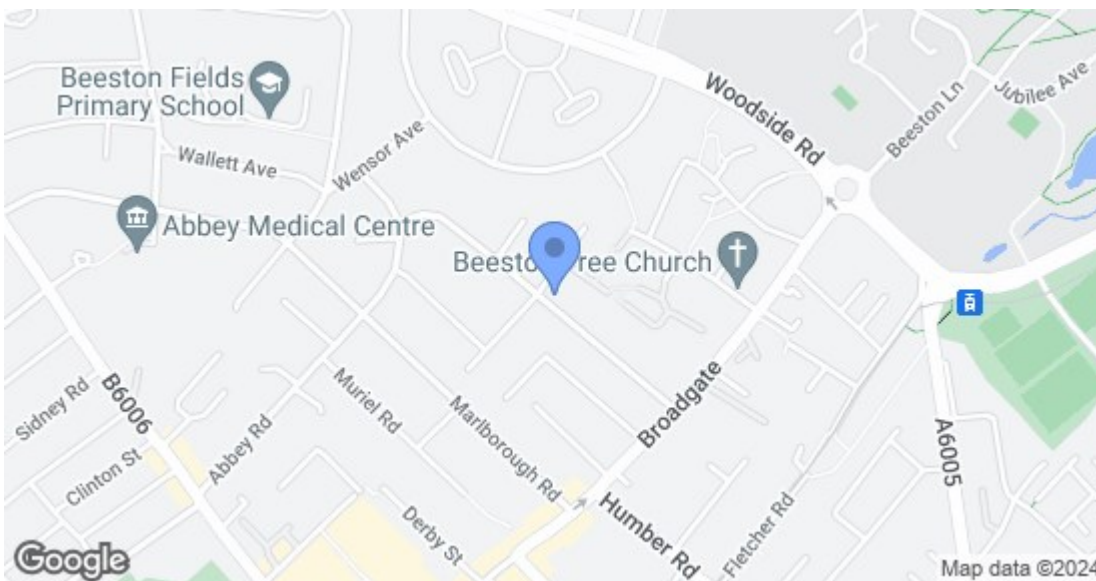 Beeston Fields
Primary School
Woodside Rd
Beeston Ln
Jubilee Ave
Wallett Ave
Wensor Ave
Abbey Medical Centre
Free Church
Sidney Rd
B6006
Muriel Rd
Marlborough Rd
Broadgate
A6005
Clinton St
Abbey Rd
Derby St
Humber Rd
Fletcher Rd
Google
Map data ©2024